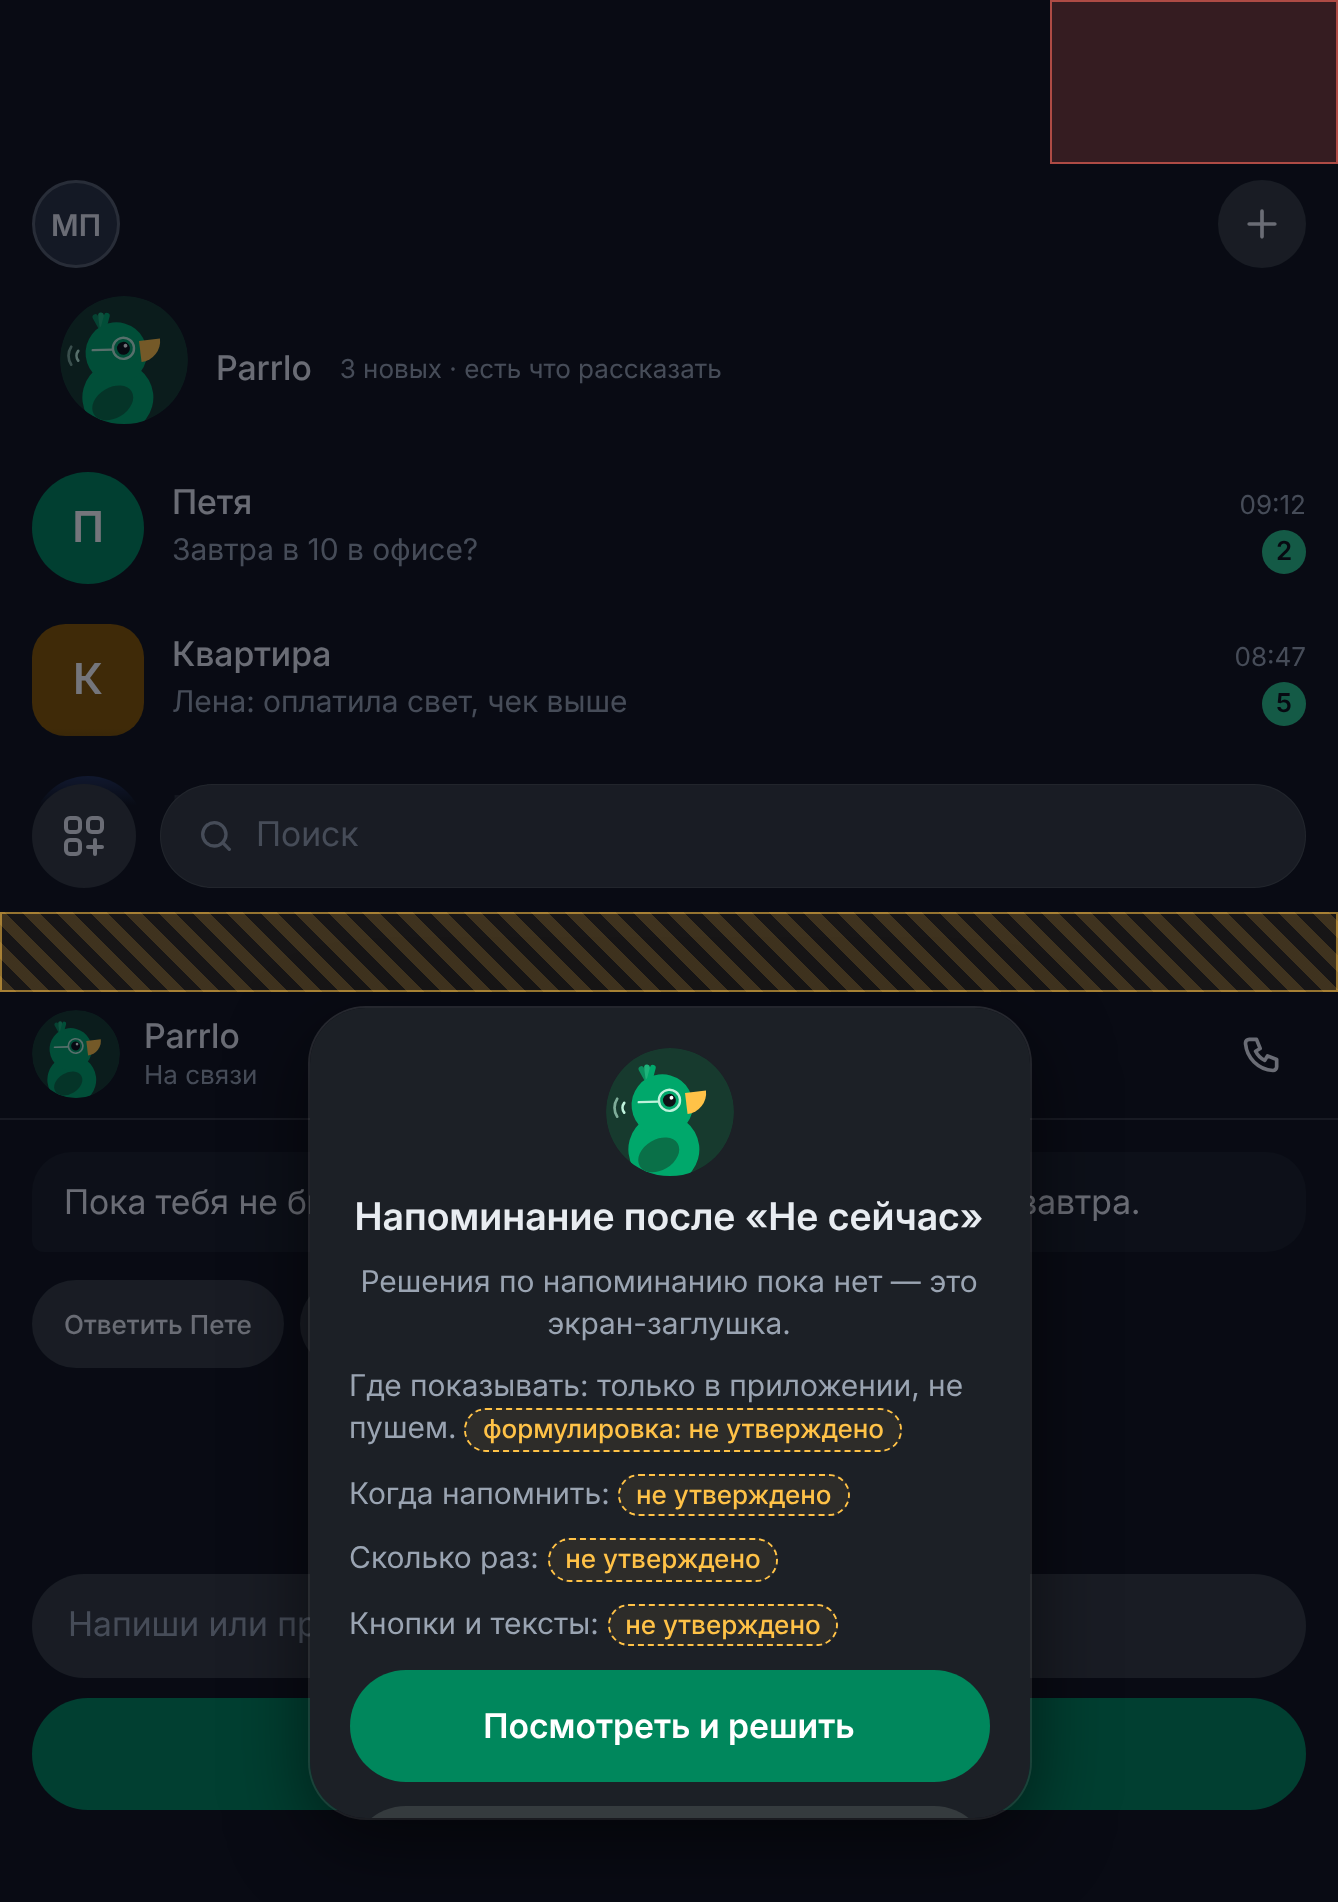 МП
Parrlo 3 новых · есть что рассказать
Петя
09:12
Завтра в 10 в офисе?
2
П
Квартира
08:47
Лена: оплатила свет, чек выше
5
К
Поиск
Parrlo
На связи
Напоминание после «Не сейчас»
Решения по напоминанию пока нет — это
экран-заглушка.
Где показывать: только в приложении, не
пушем. формулировка: не утверждено
Когда напомнить: не утверждено
Сколько раз: не утверждено
Кнопки и тексты: не утверждено
Посмотреть и решить
Пока тебя не
завтра.
Ответить Пете
Напиши или